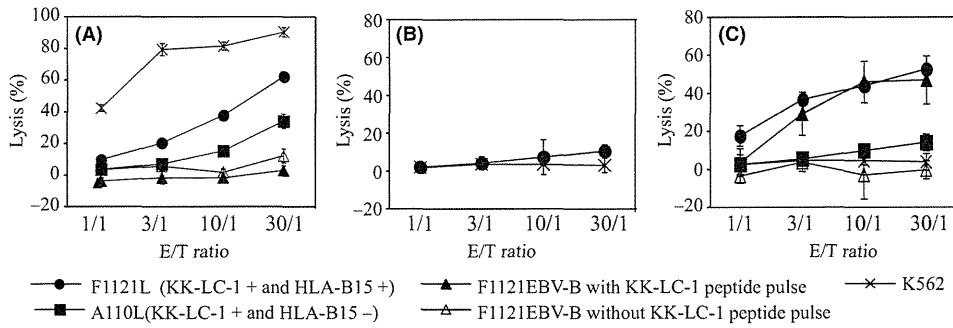 (A)
Lysis (%)
100
80
60
40
20
0
–20
1/1 3/1 10/1 30/1
E/T ratio
(B)
Lysis (%)
80
60
40
20
0
–20
1/1 3/1 10/1 30/1
E/T ratio
(C)
Lysis (%)
80
60
40
20
0
–20
1/1 3/1 10/1 30/1
E/T ratio
F1121L (KK-LC-1 + and HLA-B15 +)
F1121EBV-B with KK-LC-1 peptide pulse
K562
A110L(KK-LC-1 + and HLA-B15 –)
F1121EBV-B without KK-LC-1 peptide pulse